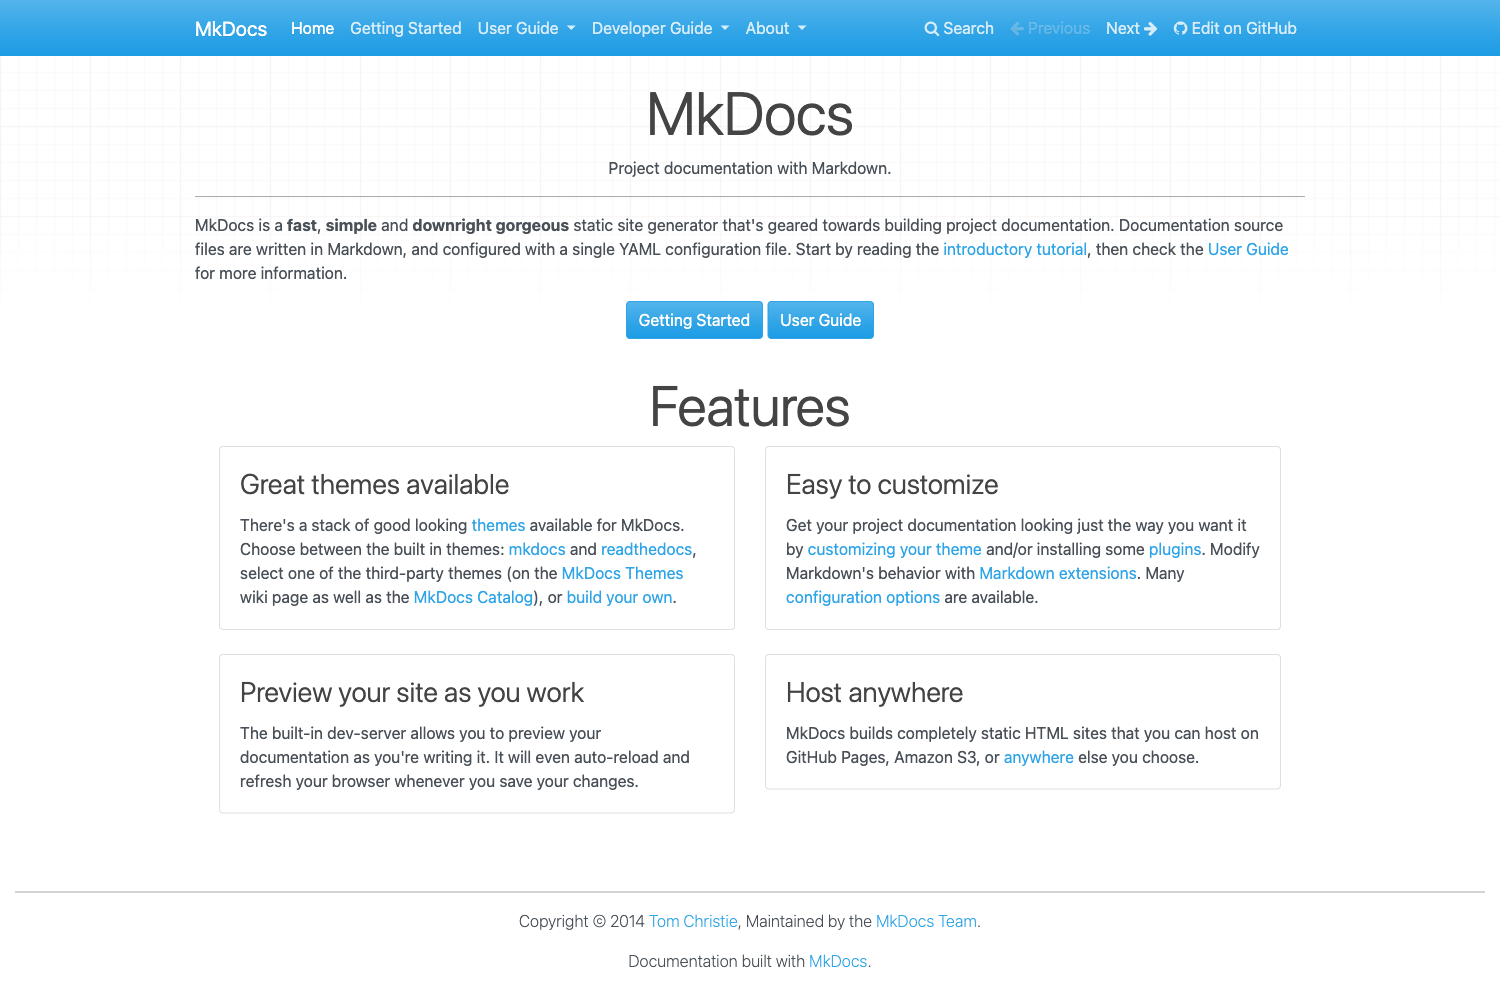 MkDocs Home Getting Started User Guide Developer Guide About Search Previous Next Edit on GitHub
MkDocs
Project documentation with Markdown.
MkDocs is a fast, simple and downright gorgeous static site generator that's geared towards building project documentation. Documentation source
files are written in Markdown, and configured with a single YAML configuration file. Start by reading the introductory tutorial, then check the User Guide
for more information.
Getting Started User Guide
Features
Great themes available
There's a stack of good looking themes available for MkDocs.
Choose between the built in themes: mkdocs and readthedocs,
select one of the third-party themes (on the MkDocs Themes
wiki page as well as the MkDocs Catalog), or build your own.
Easy to customize
Get your project documentation looking just the way you want it
by customizing your theme and/or installing some plugins. Modify
Markdown's behavior with Markdown extensions. Many
configuration options are available.
Preview your site as you work
The built-in dev-server allows you to preview your
documentation as you're writing it. It will even auto-reload and
refresh your browser whenever you save your changes.
Host anywhere
MkDocs builds completely static HTML sites that you can host on
GitHub Pages, Amazon S3, or anywhere else you choose.
Copyright © 2014 Tom Christie, Maintained by the MkDocs Team.
Documentation built with MkDocs.